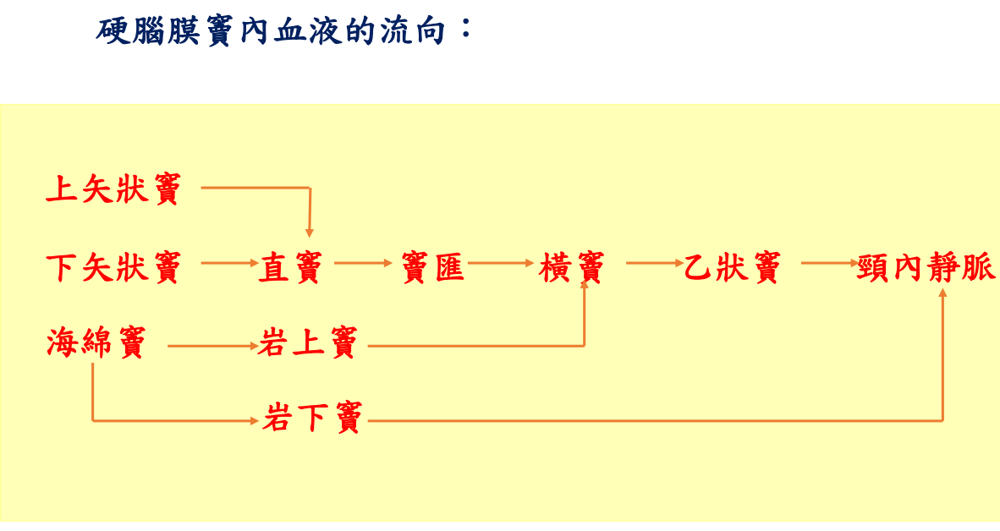 硬腦膜竇內血液的流向：
上矢狀竇
下矢狀竇 直竇 竇匯 橫竇 乙狀竇 頸內靜脈
海綿竇 岩上竇
岩下竇